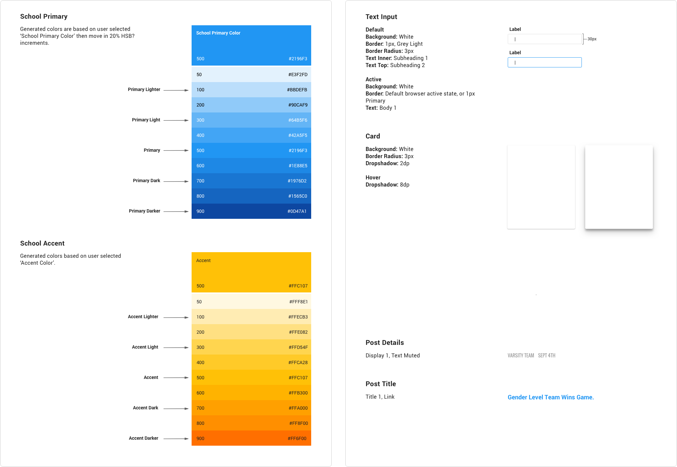 School Primary
Generated colors are based on user selected
'School Primary Color' then move in 20% HSB?
increments.
School Primary Color
500 #2196F3
50 #E3F2FD
Primary Lighter
100 #BBDEFB
200 #90CAF9
Primary Light
300 #64B5F6
400 #42A5F5
Primary
500 #2196F3
600 #1E88E5
Primary Dark
700 #1976D2
800 #1565C0
Primary Darker
900 #0D47A1
School Accent
Generated colors based on user selected
'Accent Color'.
Accent
500 #FFC107
50 #FFF8E1
Accent Lighter
100 #FFECB3
200 #FFE082
Accent Light
300 #FFD54F
400 #FFCA28
Accent
500 #FFC107
600 #FFB300
Accent Dark
700 #FFA000
800 #FF8F00
Accent Darker
900 #FF6F00
Text Input
Default
Background: White
Border: 1px, Grey Light
Border Radius: 3px
Text Inner: Subheading 1
Text Top: Subheading 2
Active
Background: White
Border: Default browser active state, or 1px
Primary
Text: Body 1
Label
30px
Label
Card
Background: White
Border Radius: 3px
Dropshadow: 2dp
Hover
Dropshadow: 8dp
Post Details
Display 1, Text Muted
VARSITY TEAM SEPT 4TH
Post Title
Title 1, Link
Gender Level Team Wins Game.